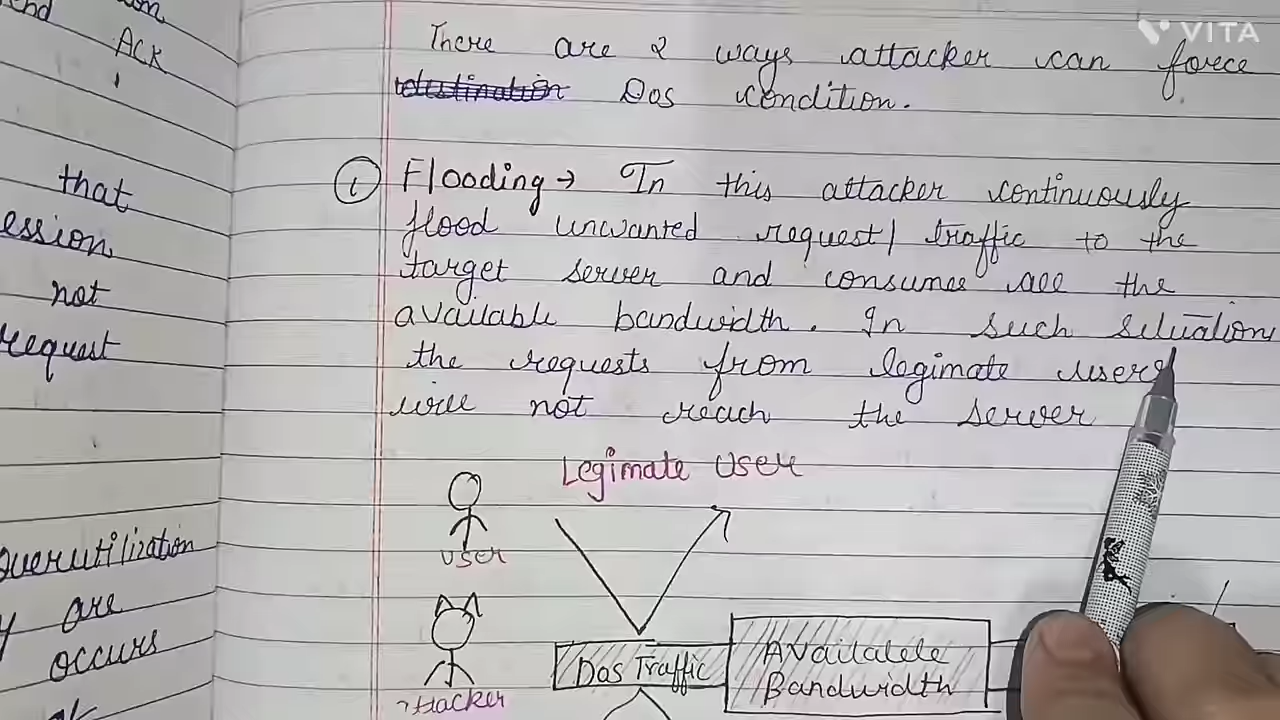 ACK
that
ession
not
request
overutilization
are
occurs
There are 2 ways attacker can force
destination Dos condition.
i Flooding → In this attacker continuously
flood unwanted request/ traffic to the
target server and consumes all the
available bandwidth. In such situation
the requests from legimate users
will not reach the server
Legimate User
user
Attacker
Dos Traffic
Available
Bandwidth
VITA